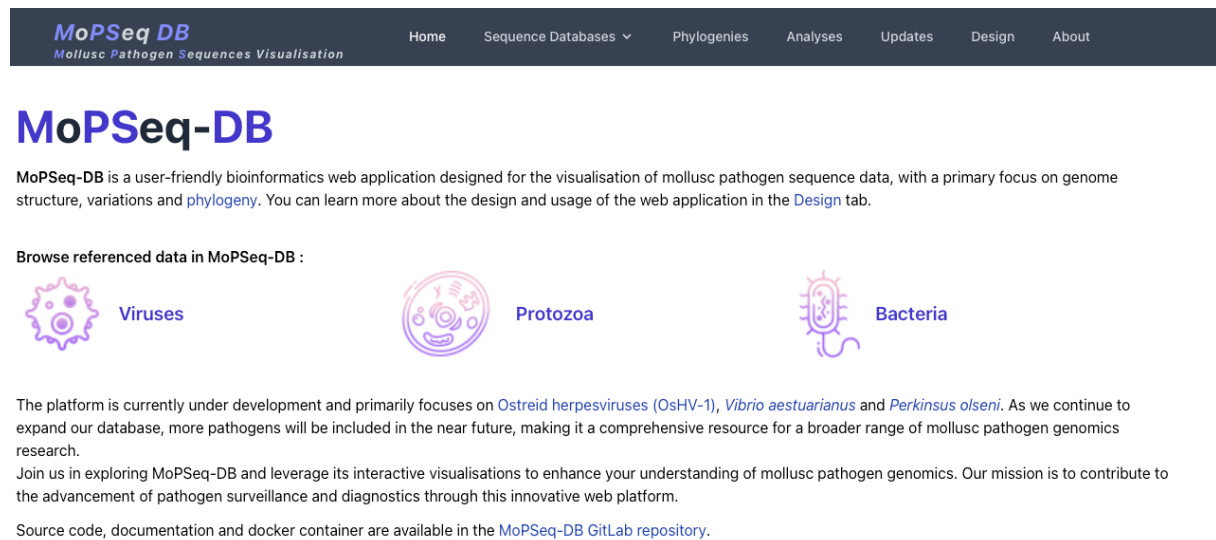 MoPSeq DB
Mollusc Pathogen Sequences Visualisation
Home Sequence Databases Phylogenies Analyses Updates Design About
MoPSeq-DB
MoPSeq-DB is a user-friendly bioinformatics web application designed for the visualisation of mollusc pathogen sequence data, with a primary focus on genome
structure, variations and phylogeny. You can learn more about the design and usage of the web application in the Design tab.
Browse referenced data in MoPSeq-DB :
Viruses Protozoa Bacteria
The platform is currently under development and primarily focuses on Ostreid herpesviruses (OsHV-1), Vibrio aestuarianus and Perkinsus olseni. As we continue to
expand our database, more pathogens will be included in the near future, making it a comprehensive resource for a broader range of mollusc pathogen genomics
research.
Join us in exploring MoPSeq-DB and leverage its interactive visualisations to enhance your understanding of mollusc pathogen genomics. Our mission is to contribute to
the advancement of pathogen surveillance and diagnostics through this innovative web platform.
Source code, documentation and docker container are available in the MoPSeq-DB GitLab repository.